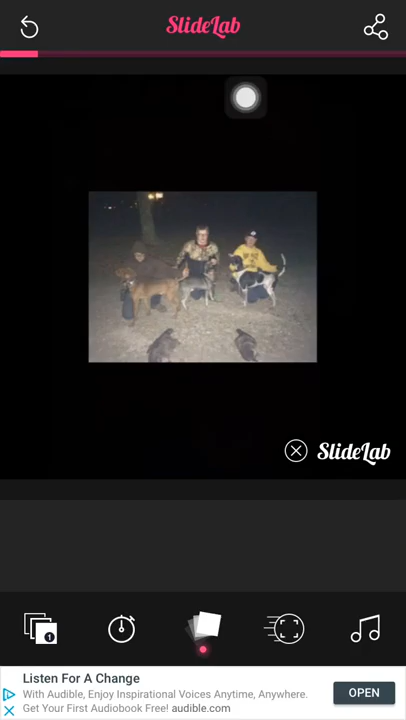 SlideLab
SlideLab
1
Listen For A Change
With Audible, Enjoy Inspirational Voices Anytime, Anywhere.
Get Your First Audiobook Free! audible.com
OPEN